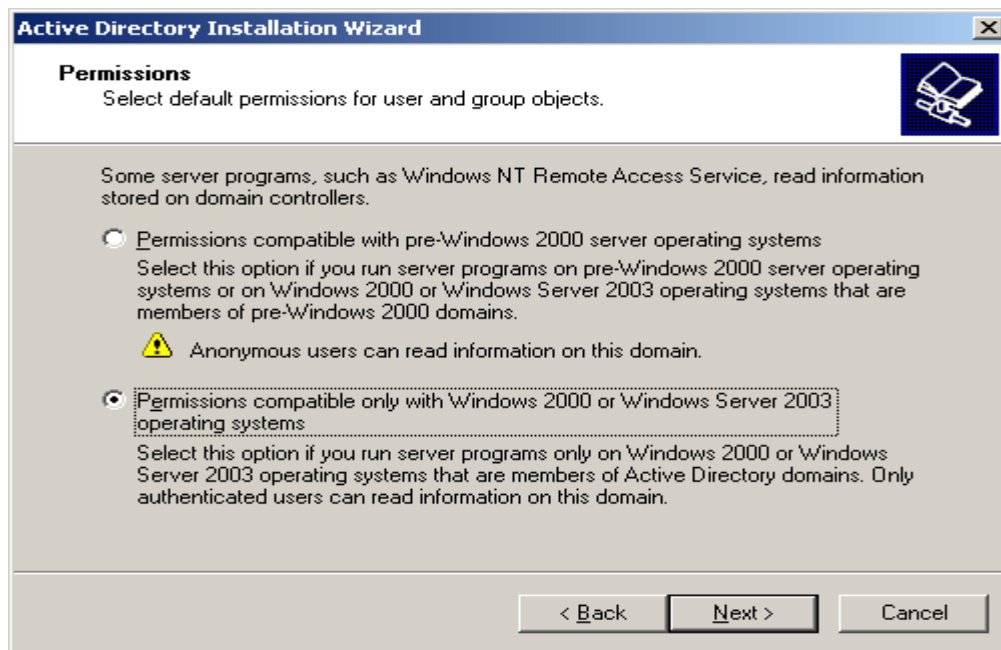 Active Directory Installation Wizard
Permissions
Select default permissions for user and group objects.
Some server programs, such as Windows NT Remote Access Service, read information
stored on domain controllers.
Permissions compatible with pre-Windows 2000 server operating systems
Select this option if you run server programs on pre-Windows 2000 server operating
systems or on Windows 2000 or Windows Server 2003 operating systems that are
members of pre-Windows 2000 domains.
Anonymous users can read information on this domain.
Permissions compatible only with Windows 2000 or Windows Server 2003
operating systems
Select this option if you run server programs only on Windows 2000 or Windows
Server 2003 operating systems that are members of Active Directory domains. Only
authenticated users can read information on this domain.
< Back Next > Cancel